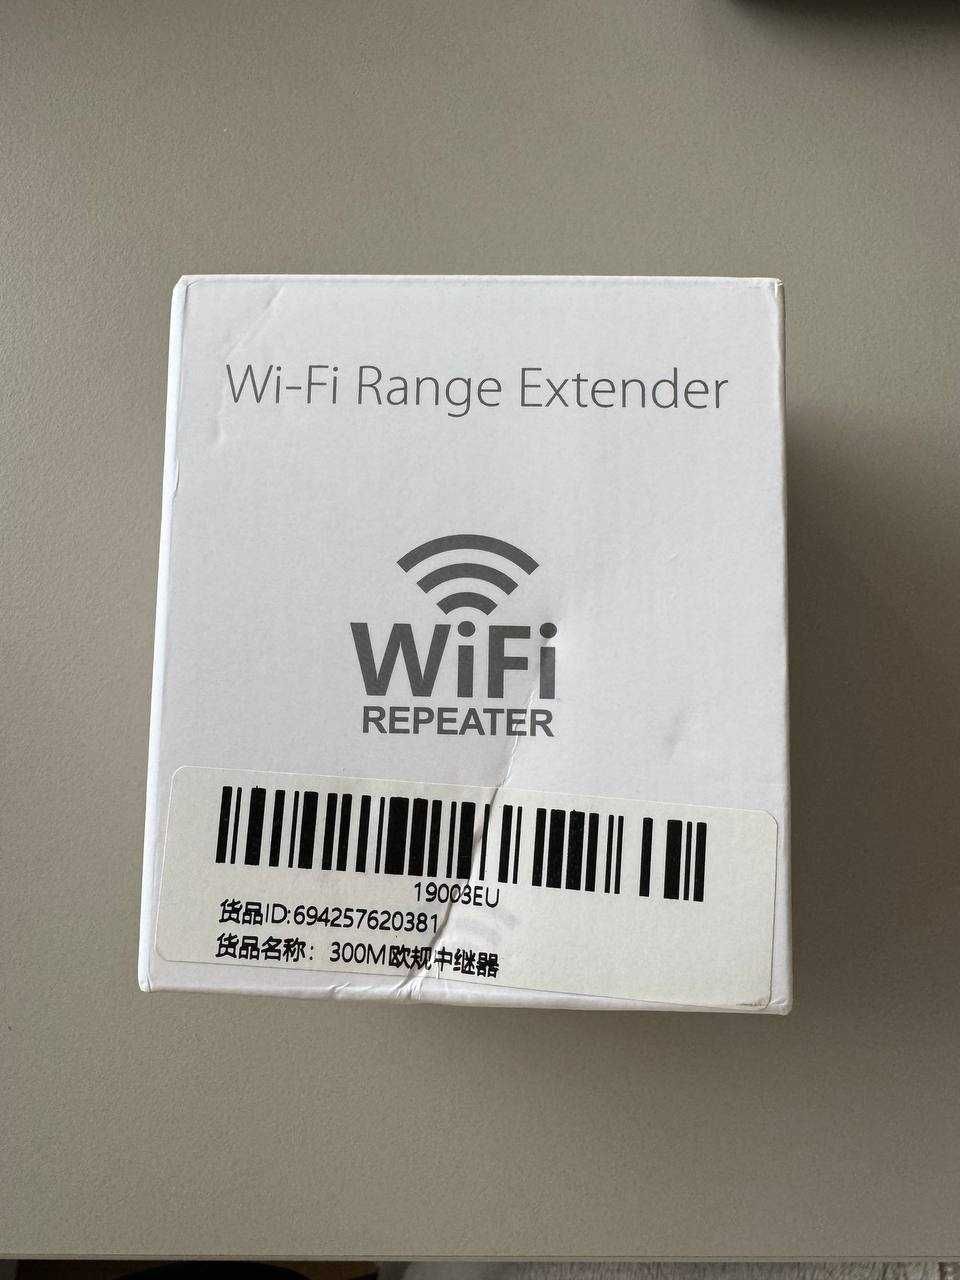 Wi-Fi Range Extender
WiFi
REPEATER
19003EU
货品ID:694257620381
货品名称：300M欧规中继器